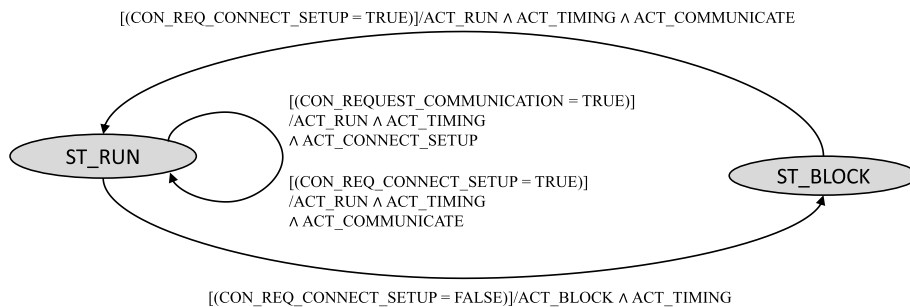 [(CON_REQ_CONNECT_SETUP = TRUE)]/ACT_RUN ∧ ACT_TIMING ∧ ACT_COMMUNICATE
[(CON_REQUEST_COMMUNICATION = TRUE)]
/ACT_RUN ∧ ACT_TIMING
∧ ACT_CONNECT_SETUP
ST_RUN
[(CON_REQ_CONNECT_SETUP = TRUE)]
/ACT_RUN ∧ ACT_TIMING
∧ ACT_COMMUNICATE
ST_BLOCK
[(CON_REQ_CONNECT_SETUP = FALSE)]/ACT_BLOCK ∧ ACT_TIMING